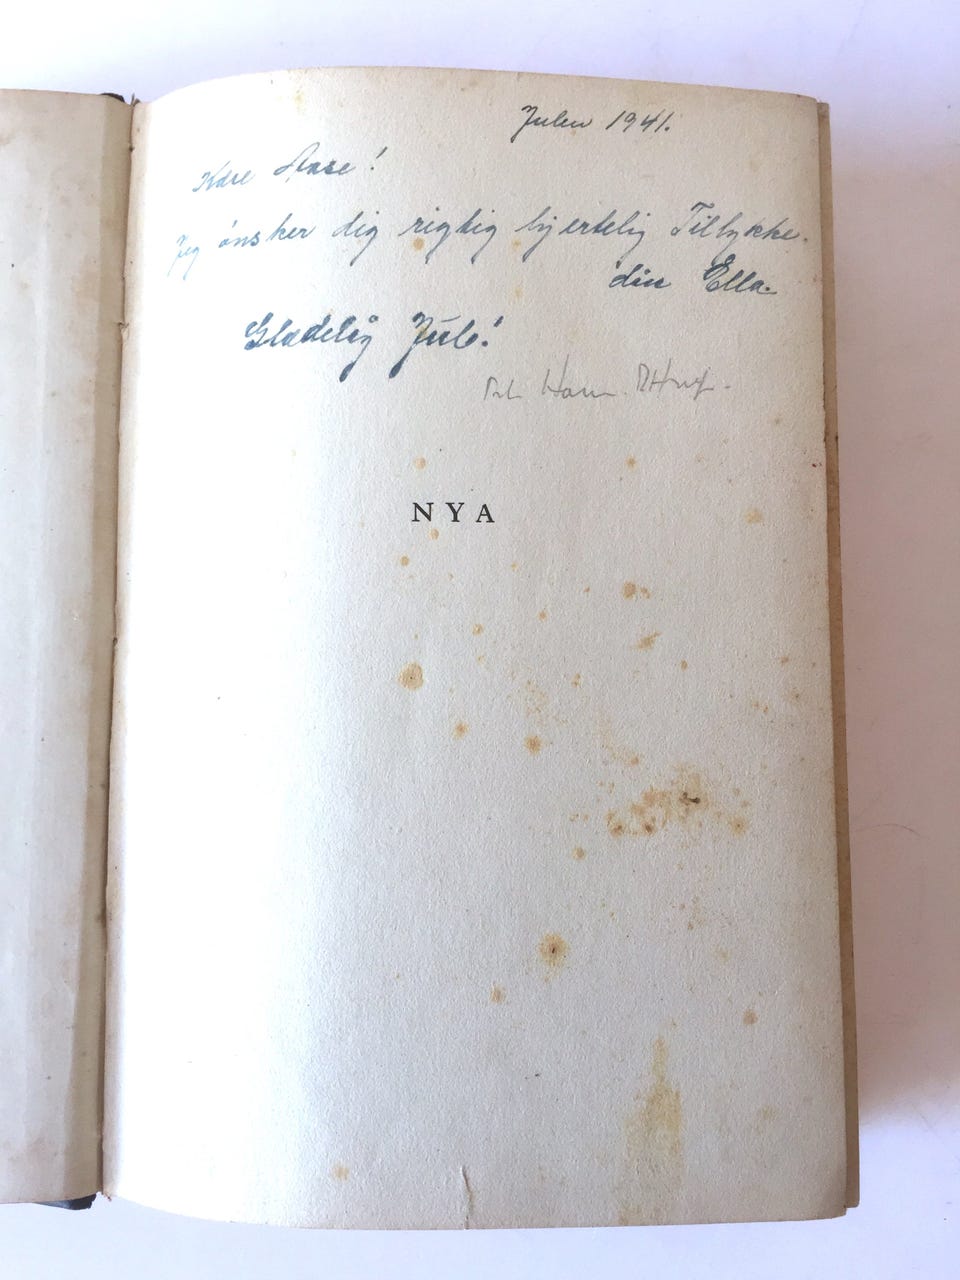 Julen 1941.
Kære Aase!
Jeg ønsker dig rigtig hjertelig Tillykke.
din Ella.
Glædelig Jul!
NYA